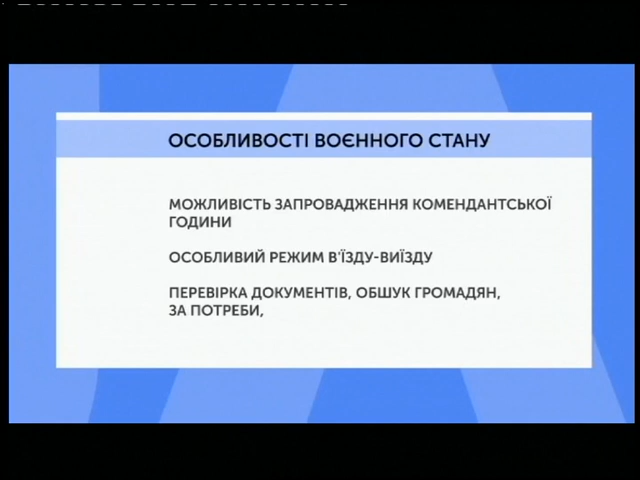 ОСОБЛИВОСТІ ВОЄННОГО СТАНУ
МОЖЛИВІСТЬ ЗАПРОВАДЖЕННЯ КОМЕНДАНТСЬКОЇ
ГОДИНИ
ОСОБЛИВИЙ РЕЖИМ В'ЇЗДУ-ВИЇЗДУ
ПЕРЕВІРКА ДОКУМЕНТІВ, ОБШУК ГРОМАДЯН,
ЗА ПОТРЕБИ,